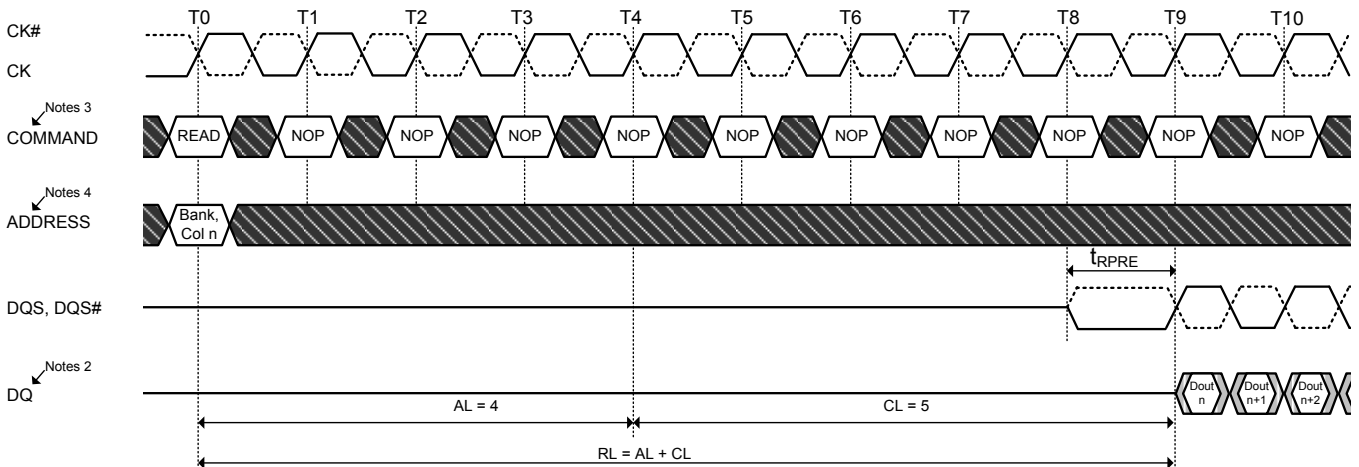 T0 T1 T2 T3 T4 T5 T6 T7 T8 T9 T10
CK#
CK
Notes 3
COMMAND READ NOP NOP NOP NOP NOP NOP NOP NOP NOP NOP
Notes 4
ADDRESS
Bank,
Col n
tRPRE
DQS, DQS#
Notes 2
DQ
Dout
n
Dout
n+1
Dout
n+2
AL = 4 CL = 5
RL = AL + CL